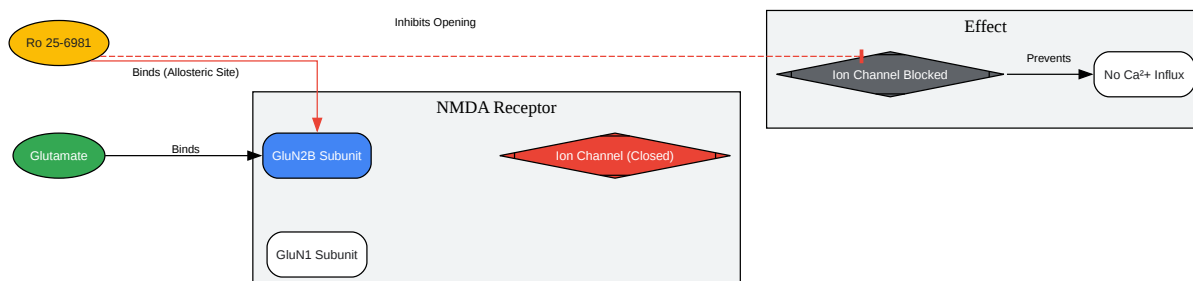 Inhibits Opening
Effect
Ro 25-6981
Binds (Allosteric Site)
Ion Channel Blocked
Prevents
No Ca²+ Influx
NMDA Receptor
Glutamate
Binds
GluN2B Subunit
Ion Channel (Closed)
GluN1 Subunit